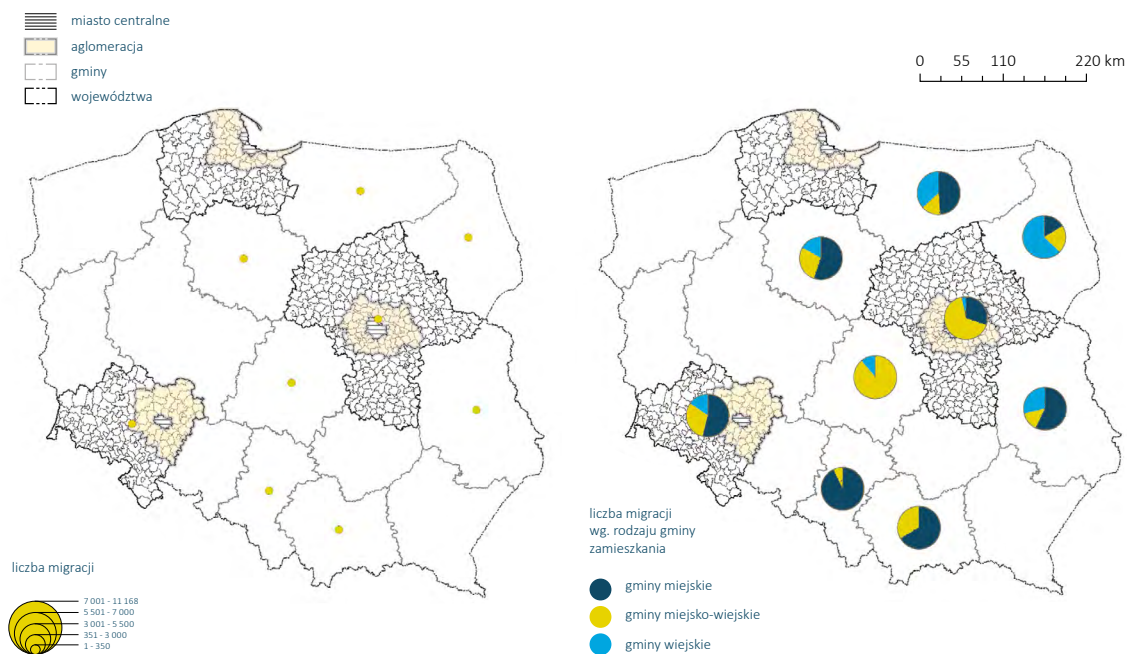 miasto centralne
aglomeracja
gminy
województwa
0 55 110 220 km
liczba migracji
7 001 - 11 168
5 501 - 7 000
3 001 - 5 500
351 - 3 000
1 - 350
liczba migracji
wg. rodzaju gminy
zamieszkania
gminy miejskie
gminy miejsko-wiejskie
gminy wiejskie